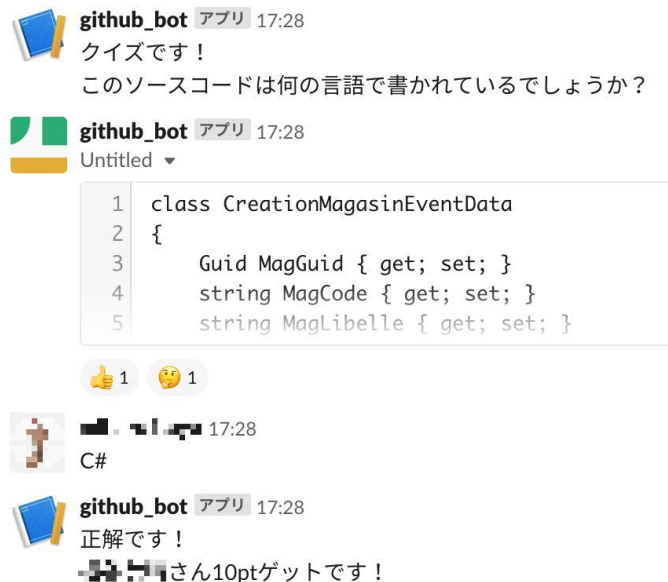 github_bot アプリ 17:28
クイズです！
このソースコードは何の言語で書かれているでしょうか？
github_bot アプリ 17:28
Untitled
1 class CreationMagasinEventData
2 {
3 Guid MagGuid { get; set; }
4 string MagCode { get; set; }
5 string MagLibelle { get; set; }
👍 1 🤔 1
17:28
C#
github_bot アプリ 17:28
正解です！
さん10ptゲットです！